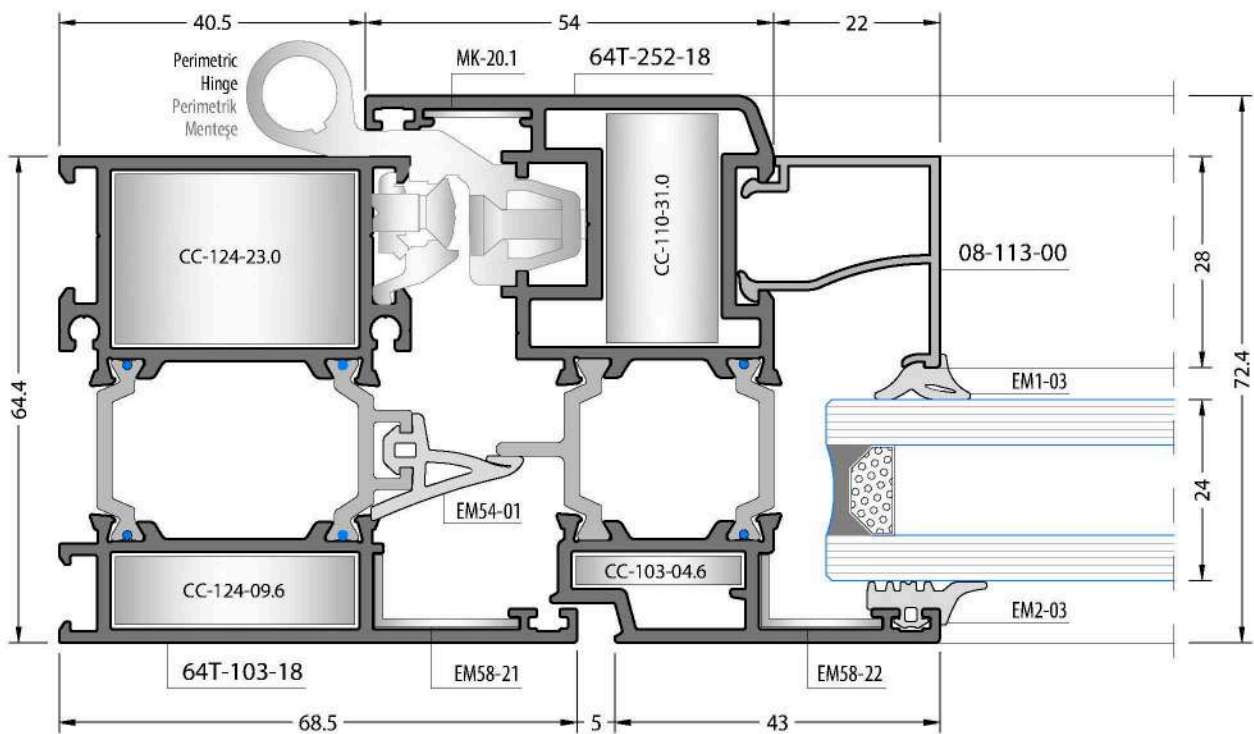 40.5
54
22
Perimetric
Hinge
Perimetrik
Menteşe
MK-20.1
64T-252-18
CC-124-23.0
CC-110-31.0
08-113-00
28
72.4
64.4
EM1-03
24
EM54-01
CC-124-09.6
CC-103-04.6
EM2-03
64T-103-18
EM58-21
EM58-22
68.5
5
43